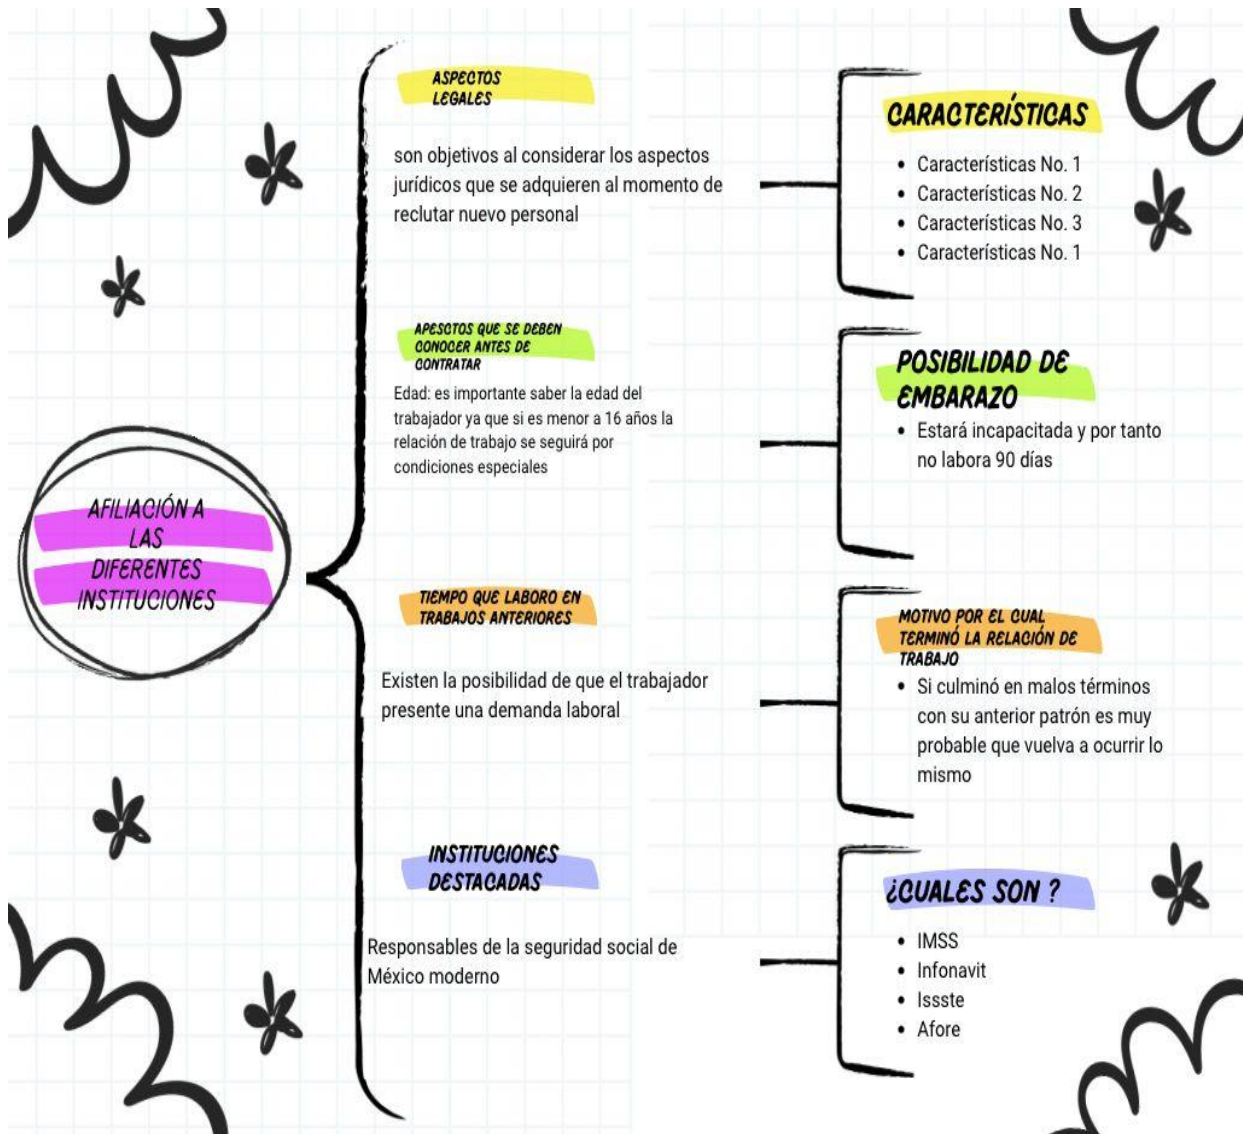 AFILIACIÓN A
LAS
DIFERENTES
INSTITUCIONES
ASPECTOS
LEGALES
son objetivos al considerar los aspectos
jurídicos que se adquieren al momento de
reclutar nuevo personal
CARACTERÍSTICAS
• Características No. 1
• Características No. 2
• Características No. 3
• Características No. 1
APESCTOS QUE SE DEBEN
CONOCER ANTES DE
CONTRATAR
Edad: es importante saber la edad del
trabajador ya que si es menor a 16 años la
relación de trabajo se seguirá por
condiciones especiales
POSIBILIDAD DE
EMBARAZO
• Estará incapacitada y por tanto
no labora 90 días
TIEMPO QUE LABORO EN
TRABAJOS ANTERIORES
Existen la posibilidad de que el trabajador
presente una demanda laboral
MOTIVO POR EL CUAL
TERMINÓ LA RELACIÓN DE
TRABAJO
• Si culminó en malos términos
con su anterior patrón es muy
probable que vuelva a ocurrir lo
mismo
INSTITUCIONES
DESTACADAS
Responsables de la seguridad social de
México moderno
¿CUALES SON ?
• IMSS
• Infonavit
• Issste
• Afore